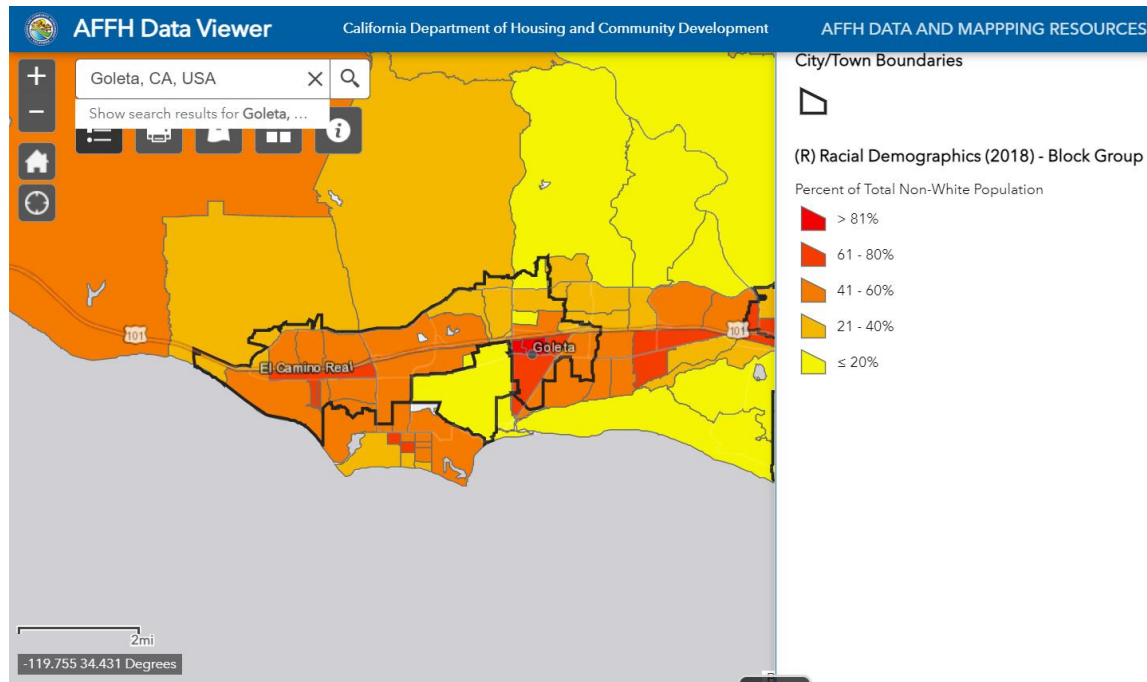 AFFH Data Viewer
California Department of Housing and Community Development
AFFH DATA AND MAPPPING RESOURCES
+
−
Goleta, CA, USA
Show search results for Goleta, ...
101
El Camino Real
Goleta
101
2mi
-119.755 34.431 Degrees
City/Town Boundaries
(R) Racial Demographics (2018) - Block Group
Percent of Total Non-White Population
> 81%
61 - 80%
41 - 60%
21 - 40%
≤ 20%